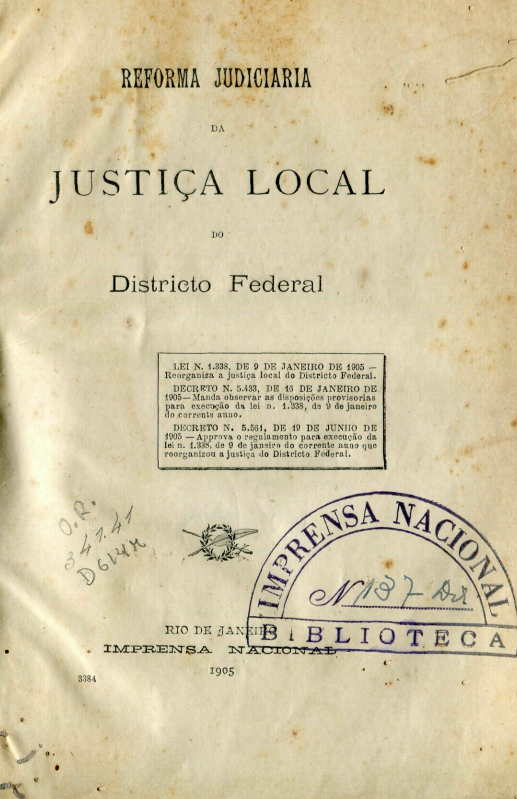 REFORMA JUDICIARIA
DA
JUSTIÇA LOCAL
DO
Districto Federal
LEI N. 1.338, DE 9 DE JANEIRO DE 1905 —
Reorganiza a justiça local do Districto Federal.
DECRETO N. 5.433, DE 16 DE JANEIRO DE
1905 — Manda observar as disposições provisorias
para execução da lei n. 1.338, de 9 de janeiro
do corrente anno.
DECRETO N. 5.561, DE 19 DE JUNHO DE
1905 — Approva o regulamento para execução da
lei n. 1.338, de 9 de janeiro do corrente anno que
reorganizou a justiça do Districto Federal.
O.R.
341.41
D614r
IMPRENSA NACIONAL
N 137
BIBLIOTECA
RIO DE JANEIRO
IMPRENSA NACIONAL
1905
3384